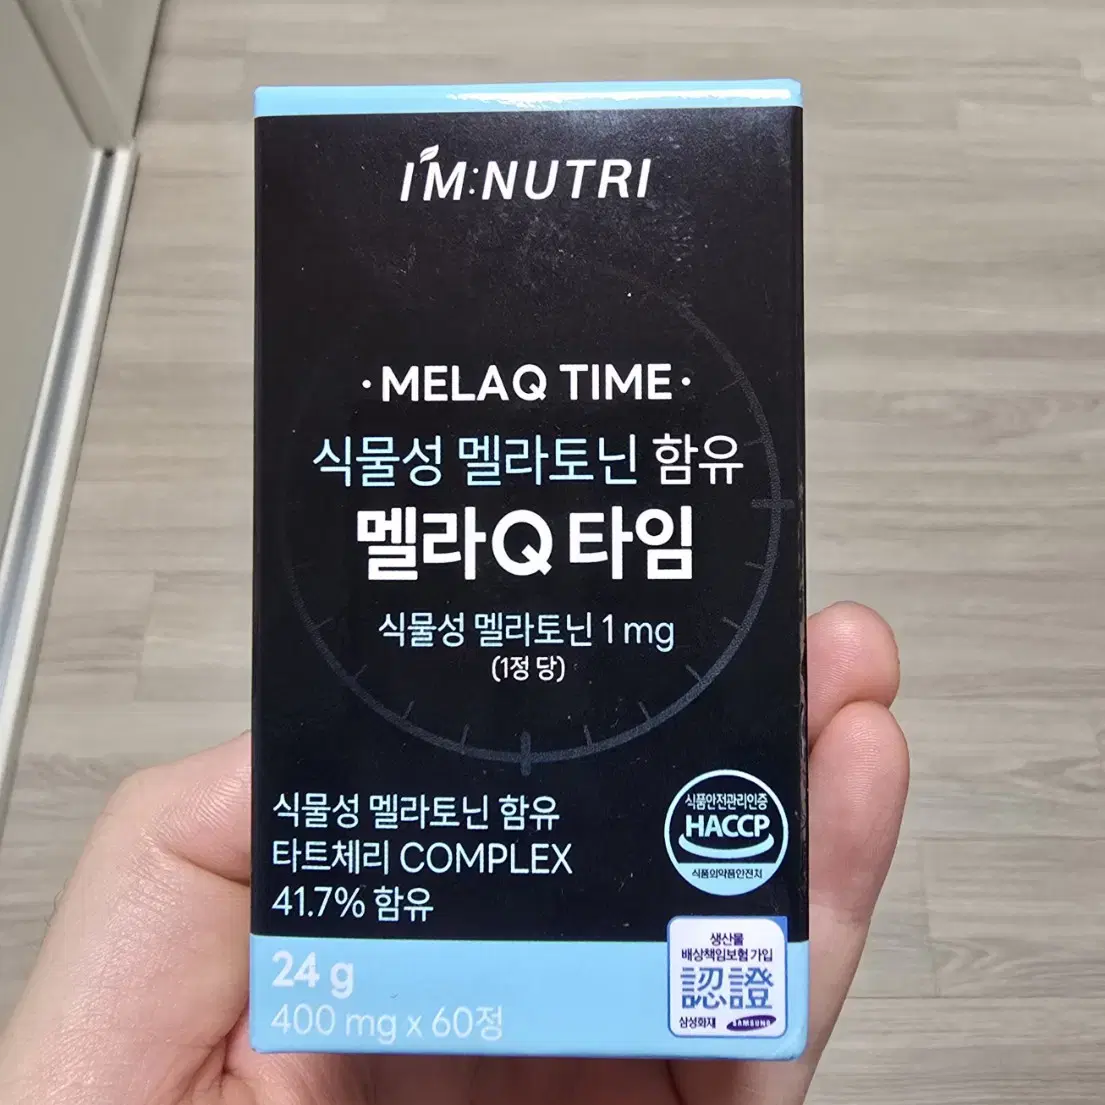 I'M:NUTRI
·MELAQ TIME·
식물성 멜라토닌 함유
멜라Q타임
식물성 멜라토닌 1 mg
(1정 당)
식물성 멜라토닌 함유
타트체리 COMPLEX
41.7% 함유
식품안전관리인증
HACCP
식품의약품안전처
24 g
400 mg x 60정
생산물
배상책임보험 가입
認證
삼성화재 SAMSUNG